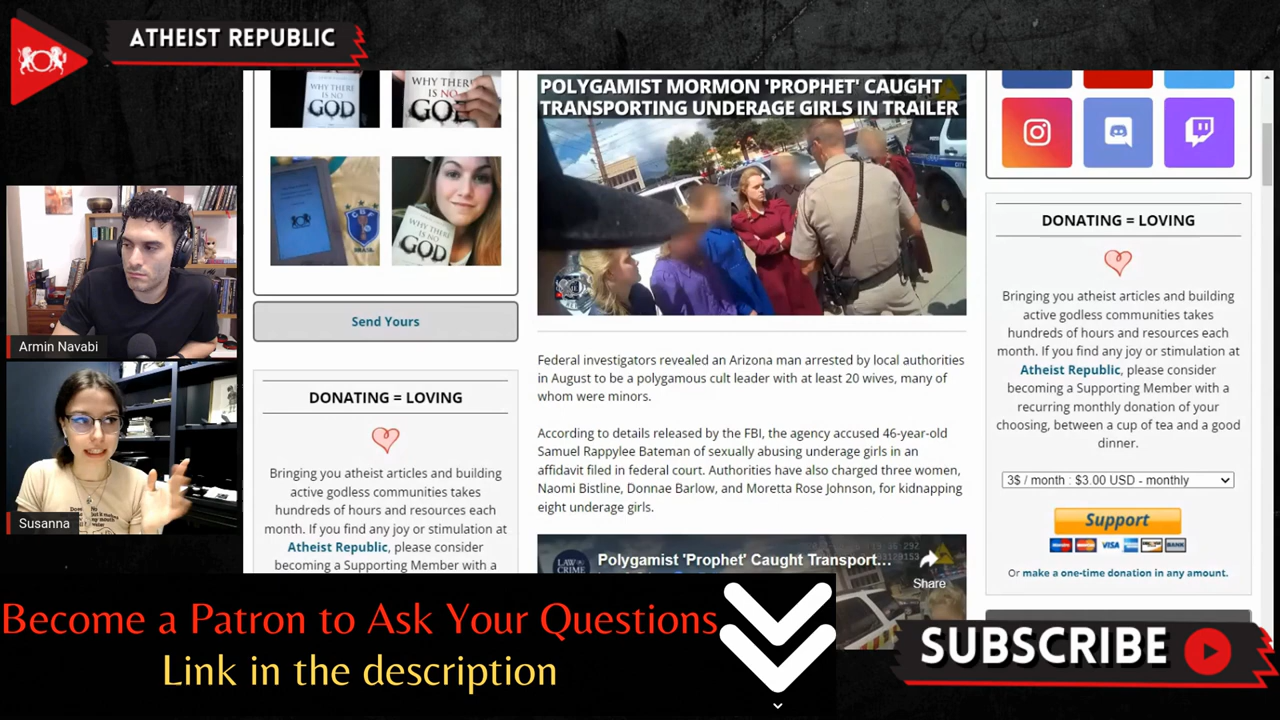 ATHEIST REPUBLIC
WHY THERE
IS NO
GOD
WHY THERE
IS NO
GOD
CBF
BRASIL
WHY THERE
IS NO
GOD
Send Yours
DONATING = LOVING
Bringing you atheist articles and building
active godless communities takes
hundreds of hours and resources each
month. If you find any joy or stimulation at
Atheist Republic, please consider
becoming a Supporting Member with a
POLYGAMIST MORMON 'PROPHET' CAUGHT
TRANSPORTING UNDERAGE GIRLS IN TRAILER
Federal investigators revealed an Arizona man arrested by local authorities
in August to be a polygamous cult leader with at least 20 wives, many of
whom were minors.
According to details released by the FBI, the agency accused 46-year-old
Samuel Rappylee Bateman of sexually abusing underage girls in an
affidavit filed in federal court. Authorities have also charged three women,
Naomi Bistline, Donnae Barlow, and Moretta Rose Johnson, for kidnapping
eight underage girls.
LAW&
CRIME
Polygamist 'Prophet' Caught Transport...
Share
DONATING = LOVING
Bringing you atheist articles and building
active godless communities takes
hundreds of hours and resources each
month. If you find any joy or stimulation at
Atheist Republic, please consider
becoming a Supporting Member with a
recurring monthly donation of your
choosing, between a cup of tea and a good
dinner.
3$ / month : $3.00 USD - monthly
Support
VISA
BANK
Or make a one-time donation in any amount.
Armin Navabi
Susanna
Become a Patron to Ask Your Questions
Link in the description
SUBSCRIBE